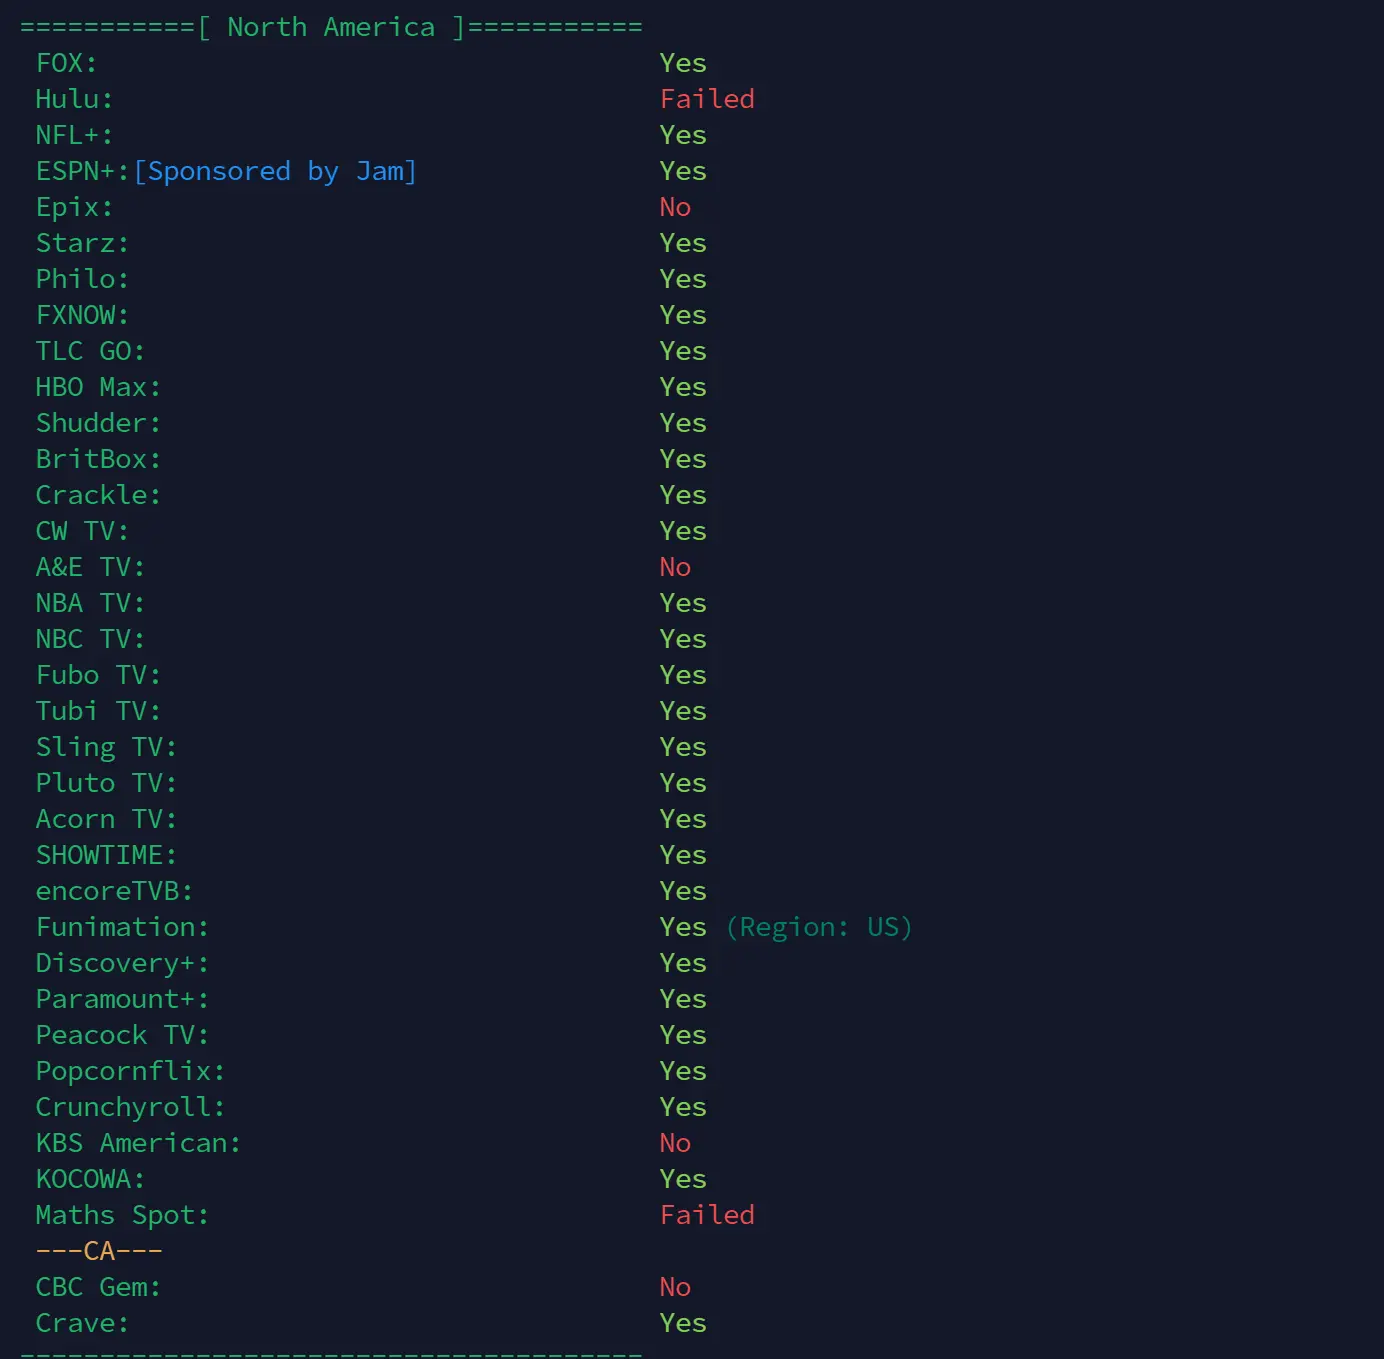 ===========[ North America ]===========
FOX: Yes
Hulu: Failed
NFL+: Yes
ESPN+:[Sponsored by Jam] Yes
Epix: No
Starz: Yes
Philo: Yes
FXNOW: Yes
TLC GO: Yes
HBO Max: Yes
Shudder: Yes
BritBox: Yes
Crackle: Yes
CW TV: Yes
A&E TV: No
NBA TV: Yes
NBC TV: Yes
Fubo TV: Yes
Tubi TV: Yes
Sling TV: Yes
Pluto TV: Yes
Acorn TV: Yes
SHOWTIME: Yes
encoreTVB: Yes
Funimation: Yes (Region: US)
Discovery+: Yes
Paramount+: Yes
Peacock TV: Yes
Popcornflix: Yes
Crunchyroll: Yes
KBS American: No
KOCOWA: Yes
Maths Spot: Failed
---CA---
CBC Gem: No
Crave: Yes
=======================================